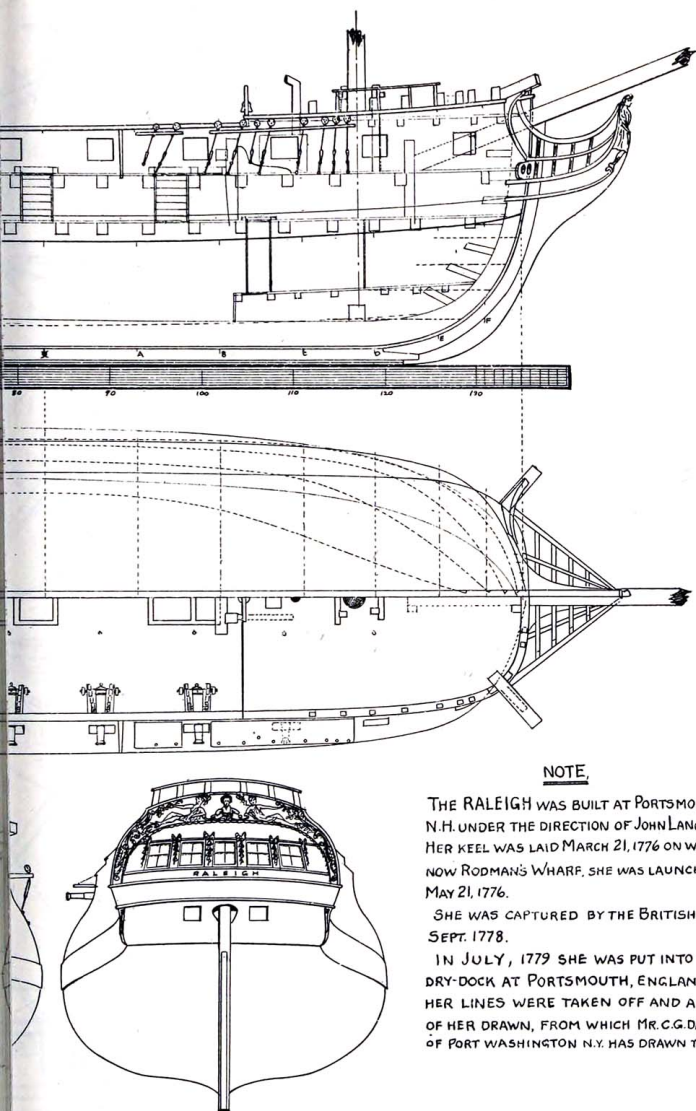 A B C D E F
80 90 100 110 120 130
RALEIGH
NOTE,
THE RALEIGH WAS BUILT AT PORTSMO
N.H. UNDER THE DIRECTION OF JOHN LAN
HER KEEL WAS LAID MARCH 21, 1776 ON W
NOW RODMAN'S WHARF, SHE WAS LAUNCE
MAY 21, 1776.
SHE WAS CAPTURED BY THE BRITISH
SEPT. 1778.
IN JULY, 1779 SHE WAS PUT INTO
DRY-DOCK AT PORTSMOUTH, ENGLAN
HER LINES WERE TAKEN OFF AND A
OF HER DRAWN, FROM WHICH MR. C.G.D.
OF PORT WASHINGTON N.Y. HAS DRAWN T